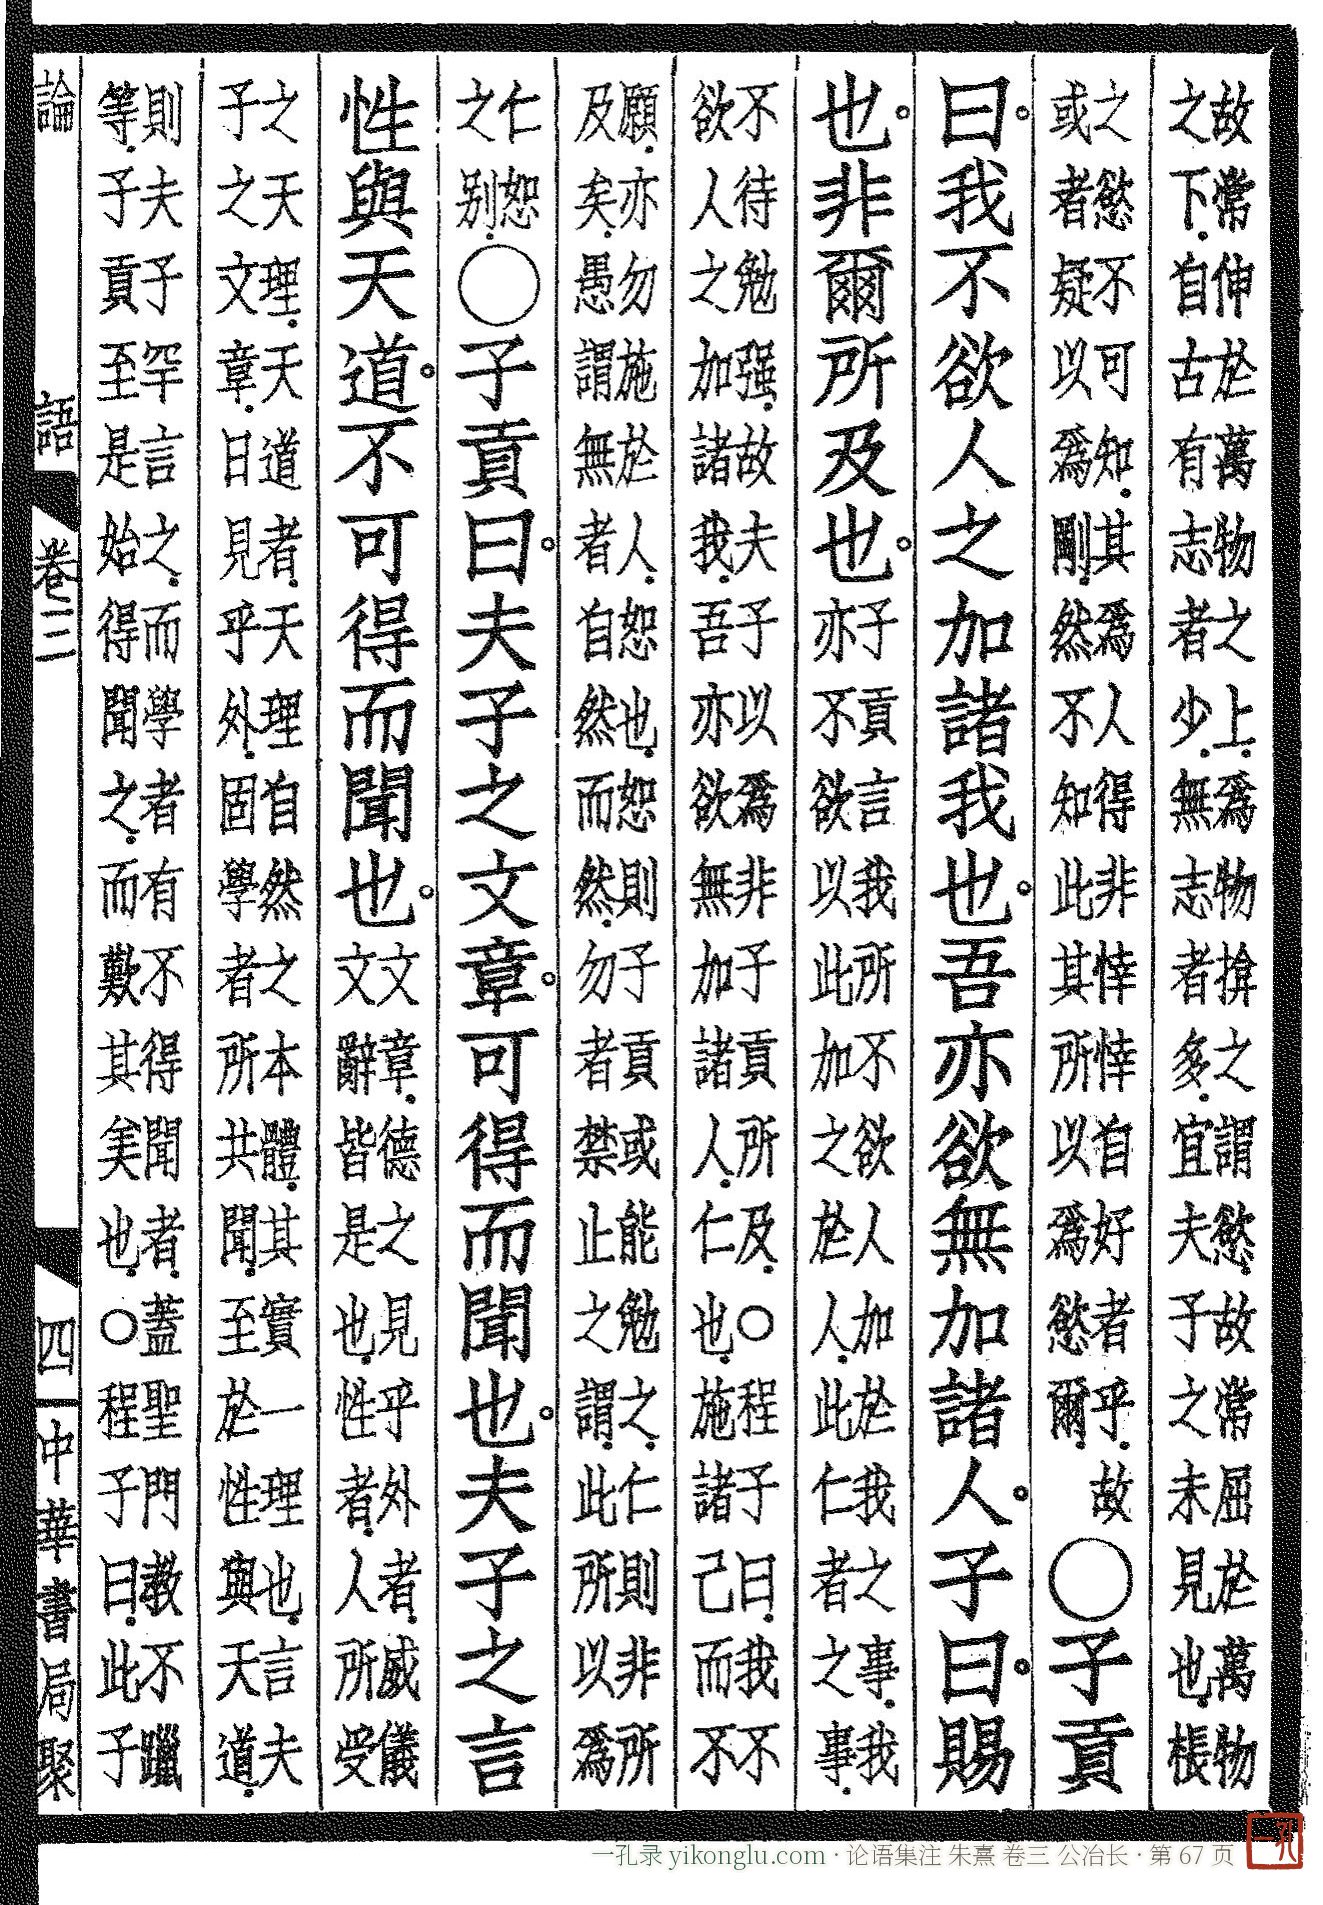 故常伸於萬物之上。爲物揜之謂慾。故常屈於萬物
之下。自古有志者少。無志者多。宜夫子之未見也。棖
之慾不可知。其爲人得非悻悻自好者乎。故
或者疑以爲剛。然不知此其所以爲慾爾。
○子貢
曰。我不欲人之加諸我也。吾亦欲無加諸人。子曰。賜
也。非爾所及也。
子貢言我所不欲人加於我之事。我
亦不欲以此加之於人。此仁者之事。
不待勉强。故夫子以爲非子貢所及。○程子曰。我不
欲人之加諸我。吾亦欲無加諸人。仁也。施諸己而不
願。亦勿施於人。恕也。恕則子貢或能勉之。仁則非所
及矣。愚謂無者自然而然。勿者禁止之謂。此所以爲
仁恕
之别。
○子貢曰。夫子之文章。可得而聞也。夫子之言
性與天道。不可得而聞也。
文章。德之見乎外者。威儀
文辭皆是也。性者。人所受
之天理。天道者。天理自然之本體。其實一理也。言夫
子之文章。日見乎外。固學者所共聞。至於性與天道。
則夫子罕言之。而學者有不得聞者。蓋聖門教不躐
等。子貢至是始得聞之。而歎其美也。○程子曰。此子
論語 卷三 四 中華書局聚
一孔录 yikonglu.com · 论语集注 朱熹 卷三 公冶长 · 第 67 页
一孔